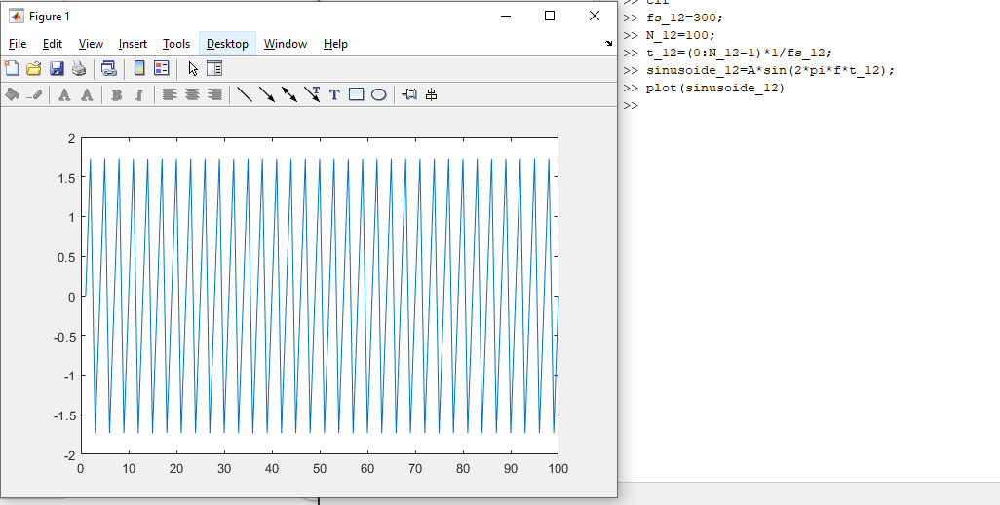 Figure 1
File Edit View Insert Tools Desktop Window Help
T T
A A B I
2
1.5
1
0.5
0
-0.5
-1
-1.5
-2
0 10 20 30 40 50 60 70 80 90 100
>> clf
>> fs_12=300;
>> N_12=100;
>> t_12=(0:N_12-1)*1/fs_12;
>> sinusoide_12=A*sin(2*pi*f*t_12);
>> plot(sinusoide_12)
>>